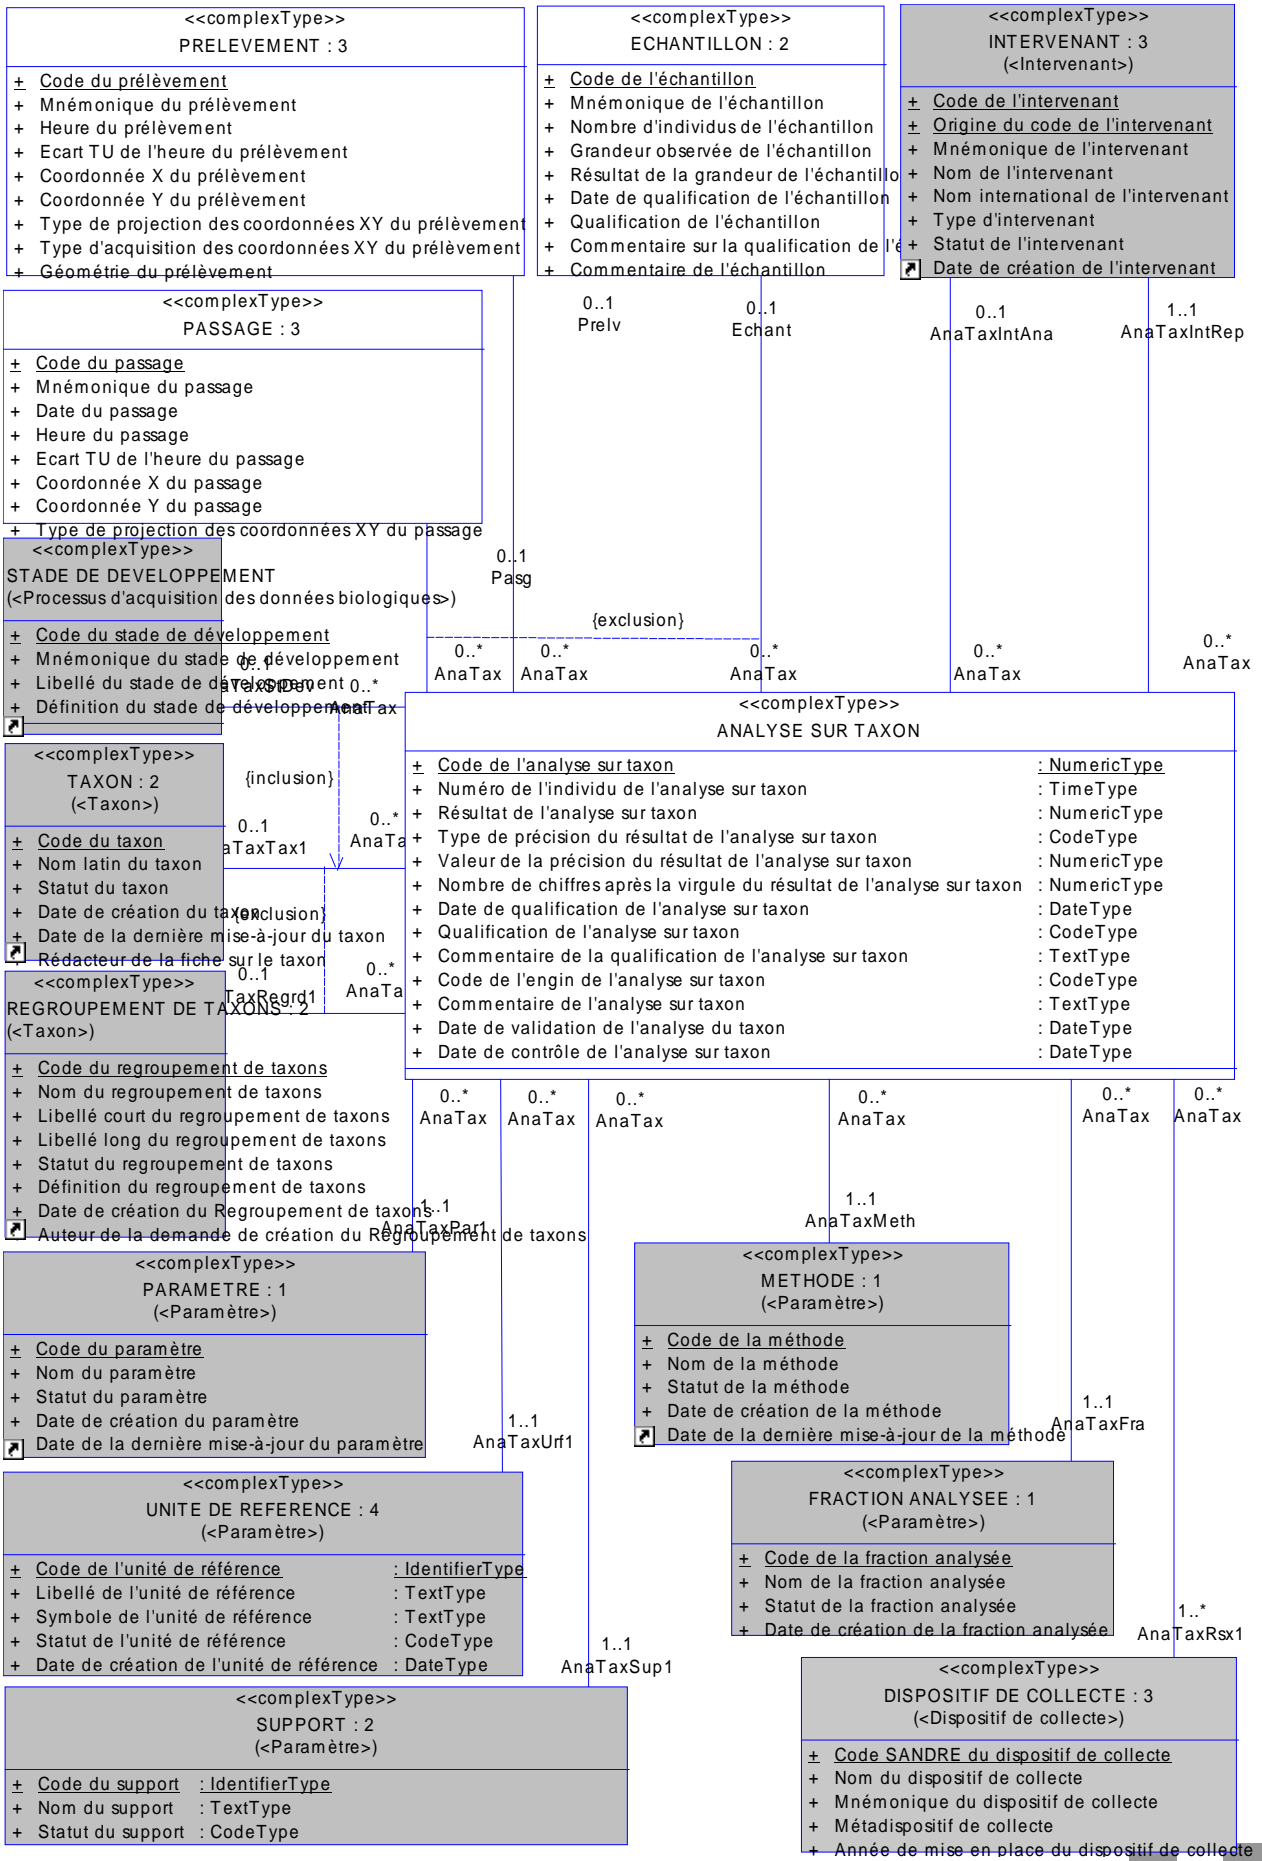 <<complexType>>
PRELEVEMENT : 3
+ Code du prélèvement
+ Mnémonique du prélèvement
+ Heure du prélèvement
+ Ecart TU de l'heure du prélèvement
+ Coordonnée X du prélèvement
+ Coordonnée Y du prélèvement
+ Type de projection des coordonnées XY du prélèvement
+ Type d'acquisition des coordonnées XY du prélèvement
+ Géométrie du prélèvement
<<complexType>>
ECHANTILLON : 2
+ Code de l'échantillon
+ Mnémonique de l'échantillon
+ Nombre d'individus de l'échantillon
+ Grandeur observée de l'échantillon
+ Résultat de la grandeur de l'échantillo
+ Date de qualification de l'échantillon
+ Qualification de l'échantillon
+ Commentaire sur la qualification de l'é
+ Commentaire de l'échantillon
<<complexType>>
INTERVENANT : 3
(<Intervenant>)
+ Code de l'intervenant
+ Origine du code de l'intervenant
+ Mnémonique de l'intervenant
+ Nom de l'intervenant
+ Nom international de l'intervenant
+ Type d'intervenant
+ Statut de l'intervenant
Date de création de l'intervenant
<<complexType>>
PASSAGE : 3
+ Code du passage
+ Mnémonique du passage
+ Date du passage
+ Heure du passage
+ Ecart TU de l'heure du passage
+ Coordonnée X du passage
+ Coordonnée Y du passage
+ Type de projection des coordonnées XY du passage
0..1
Prelv
0..1
Echant
0..1
AnaTaxIntAna
1..1
AnaTaxIntRep
0..1
Pasg
{exclusion}
0..*
AnaTax
0..*
AnaTax
0..*
AnaTax
0..*
AnaTax
0..*
AnaTax
<<complexType>>
STADE DE DEVELOPPEMENT
(<Processus d'acquisition des données biologiques>)
+ Code du stade de développement
+ Mnémonique du stade de développement
+ Libellé du stade de développement
+ Définition du stade de développement
0..1
aTaxStDev
0..*
AnaTax
{inclusion}
<<complexType>>
TAXON : 2
(<Taxon>)
+ Code du taxon
+ Nom latin du taxon
+ Statut du taxon
+ Date de création du taxon
+ Date de la dernière mise-à-jour du taxon
Rédacteur de la fiche sur le taxon
0..1
aTaxTax1
0..*
AnaTa
{exclusion}
0..1
TaxRegrd1
0..*
AnaTa
<<complexType>>
ANALYSE SUR TAXON
+ Code de l'analyse sur taxon : NumericType
+ Numéro de l'individu de l'analyse sur taxon : TimeType
+ Résultat de l'analyse sur taxon : NumericType
+ Type de précision du résultat de l'analyse sur taxon : CodeType
+ Valeur de la précision du résultat de l'analyse sur taxon : NumericType
+ Nombre de chiffres après la virgule du résultat de l'analyse sur taxon : NumericType
+ Date de qualification de l'analyse sur taxon : DateType
+ Qualification de l'analyse sur taxon : CodeType
+ Commentaire de la qualification de l'analyse sur taxon : TextType
+ Code de l'engin de l'analyse sur taxon : CodeType
+ Commentaire de l'analyse sur taxon : TextType
+ Date de validation de l'analyse du taxon : DateType
+ Date de contrôle de l'analyse sur taxon : DateType
<<complexType>>
REGROUPEMENT DE TAXONS : 2
(<Taxon>)
+ Code du regroupement de taxons
+ Nom du regroupement de taxons
+ Libellé court du regroupement de taxons
+ Libellé long du regroupement de taxons
+ Statut du regroupement de taxons
+ Définition du regroupement de taxons
+ Date de création du Regroupement de taxons
Auteur de la demande de création du Regroupement de taxons
0..*
AnaTax
0..*
AnaTax
0..*
AnaTax
0..*
AnaTax
0..*
AnaTax
0..*
AnaTax
1..1
AnaTaxPar1
1..1
AnaTaxMeth
<<complexType>>
PARAMETRE : 1
(<Paramètre>)
+ Code du paramètre
+ Nom du paramètre
+ Statut du paramètre
+ Date de création du paramètre
Date de la dernière mise-à-jour du paramètre
<<complexType>>
METHODE : 1
(<Paramètre>)
+ Code de la méthode
+ Nom de la méthode
+ Statut de la méthode
+ Date de création de la méthode
Date de la dernière mise-à-jour de la méthode
1..1
AnaTaxUrf1
1..1
AnaTaxFra
<<complexType>>
UNITE DE REFERENCE : 4
(<Paramètre>)
+ Code de l'unité de référence : IdentifierType
+ Libellé de l'unité de référence : TextType
+ Symbole de l'unité de référence : TextType
+ Statut de l'unité de référence : CodeType
+ Date de création de l'unité de référence : DateType
<<complexType>>
FRACTION ANALYSEE : 1
(<Paramètre>)
+ Code de la fraction analysée
+ Nom de la fraction analysée
+ Statut de la fraction analysée
+ Date de création de la fraction analysée
1..1
AnaTaxSup1
1..*
AnaTaxRsx1
<<complexType>>
SUPPORT : 2
(<Paramètre>)
+ Code du support : IdentifierType
+ Nom du support : TextType
+ Statut du support : CodeType
<<complexType>>
DISPOSITIF DE COLLECTE : 3
(<Dispositif de collecte>)
+ Code SANDRE du dispositif de collecte
+ Nom du dispositif de collecte
+ Mnémonique du dispositif de collecte
+ Métadispositif de collecte
+ Année de mise en place du dispositif de collecte